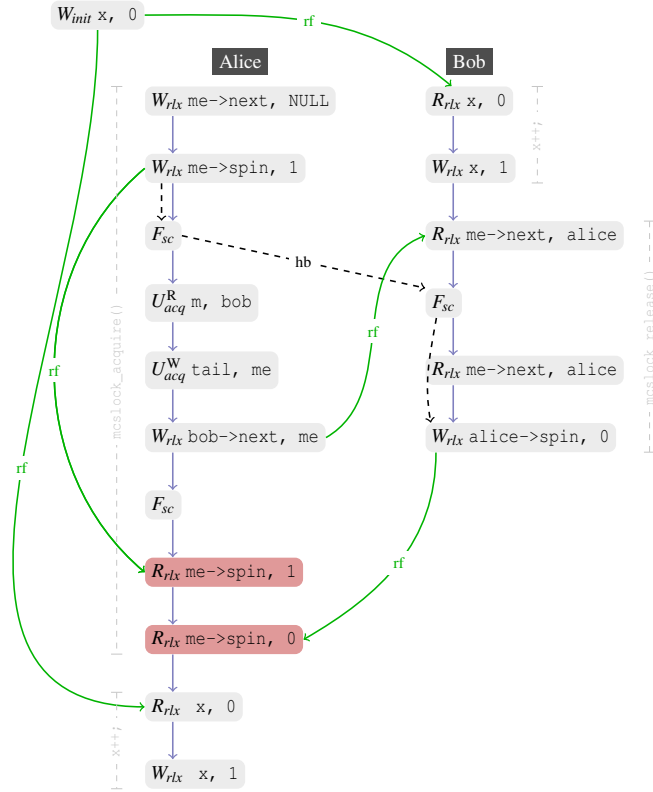 W_init x, 0
rf
Alice
Bob
W_rlx me->next, NULL
R_rlx x, 0
x++;
W_rlx me->spin, 1
W_rlx x, 1
F_sc
R_rlx me->next, alice
hb
U^R_acq m, bob
F_sc
mcslock_acquire()
mcslock_release()
rf
rf
U^W_acq tail, me
R_rlx me->next, alice
W_rlx bob->next, me
W_rlx alice->spin, 0
rf
F_sc
R_rlx me->spin, 1
rf
R_rlx me->spin, 0
R_rlx x, 0
x++;
W_rlx x, 1